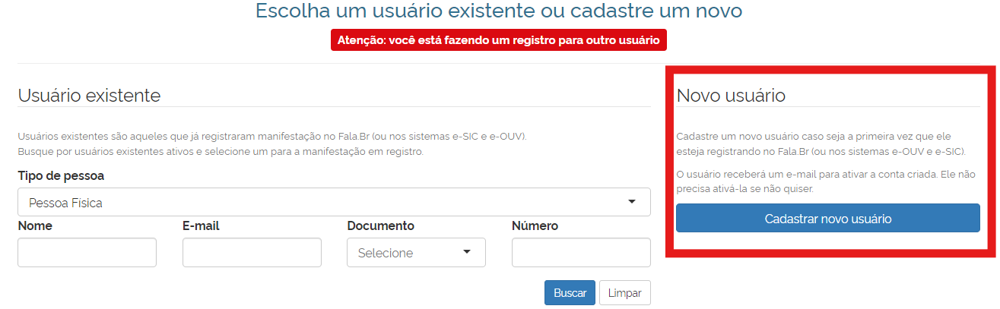 Escolha um usuário existente ou cadastre um novo
Atenção: você está fazendo um registro para outro usuário
Usuário existente
Usuários existentes são aqueles que já registraram manifestação no Fala.Br (ou nos sistemas e-SIC e e-OUV).
Busque por usuários existentes ativos e selecione um para a manifestação em registro.
Tipo de pessoa
Pessoa Física
Nome E-mail Documento Número
Selecione
Buscar Limpar
Novo usuário
Cadastre um novo usuário caso seja a primeira vez que ele
esteja registrando no Fala.Br (ou nos sistemas e-OUV e e-SIC).
O usuário receberá um e-mail para ativar a conta criada. Ele não
precisa ativá-la se não quiser.
Cadastrar novo usuário